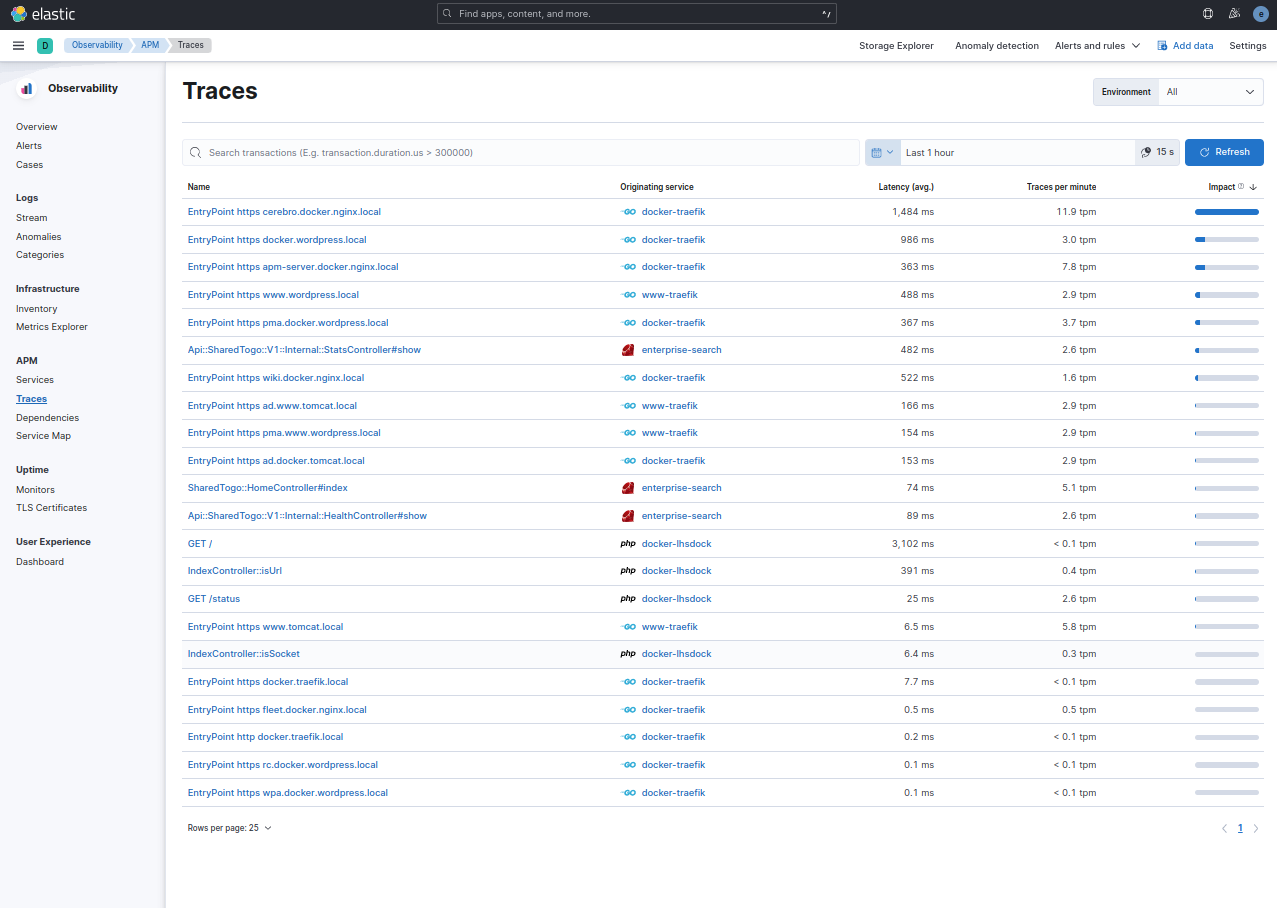 elastic
Find apps, content, and more.
^/
e
D
Observability
APM
Traces
Storage Explorer
Anomaly detection
Alerts and rules
Add data
Settings
Observability
Overview
Alerts
Cases
Logs
Stream
Anomalies
Categories
Infrastructure
Inventory
Metrics Explorer
APM
Services
Traces
Dependencies
Service Map
Uptime
Monitors
TLS Certificates
User Experience
Dashboard
Traces
Environment All
Search transactions (E.g. transaction.duration.us > 300000)
Last 1 hour
15 s
Refresh
Name Originating service Latency (avg.) Traces per minute Impact
EntryPoint https cerebro.docker.nginx.local GO docker-traefik 1,484 ms 11.9 tpm
EntryPoint https docker.wordpress.local GO docker-traefik 986 ms 3.0 tpm
EntryPoint https apm-server.docker.nginx.local GO docker-traefik 363 ms 7.8 tpm
EntryPoint https www.wordpress.local GO www-traefik 488 ms 2.9 tpm
EntryPoint https pma.docker.wordpress.local GO docker-traefik 367 ms 3.7 tpm
Api::SharedTogo::V1::Internal::StatsController#show enterprise-search 482 ms 2.6 tpm
EntryPoint https wiki.docker.nginx.local GO docker-traefik 522 ms 1.6 tpm
EntryPoint https ad.www.tomcat.local GO www-traefik 166 ms 2.9 tpm
EntryPoint https pma.www.wordpress.local GO www-traefik 154 ms 2.9 tpm
EntryPoint https ad.docker.tomcat.local GO docker-traefik 153 ms 2.9 tpm
SharedTogo::HomeController#index enterprise-search 74 ms 5.1 tpm
Api::SharedTogo::V1::Internal::HealthController#show enterprise-search 89 ms 2.6 tpm
GET / php docker-lhsdock 3,102 ms < 0.1 tpm
IndexController::isUrl php docker-lhsdock 391 ms 0.4 tpm
GET /status php docker-lhsdock 25 ms 2.6 tpm
EntryPoint https www.tomcat.local GO www-traefik 6.5 ms 5.8 tpm
IndexController::isSocket php docker-lhsdock 6.4 ms 0.3 tpm
EntryPoint https docker.traefik.local GO docker-traefik 7.7 ms < 0.1 tpm
EntryPoint https fleet.docker.nginx.local GO docker-traefik 0.5 ms 0.5 tpm
EntryPoint http docker.traefik.local GO docker-traefik 0.2 ms < 0.1 tpm
EntryPoint https rc.docker.wordpress.local GO docker-traefik 0.1 ms < 0.1 tpm
EntryPoint https wpa.docker.wordpress.local GO docker-traefik 0.1 ms < 0.1 tpm
Rows per page: 25
1